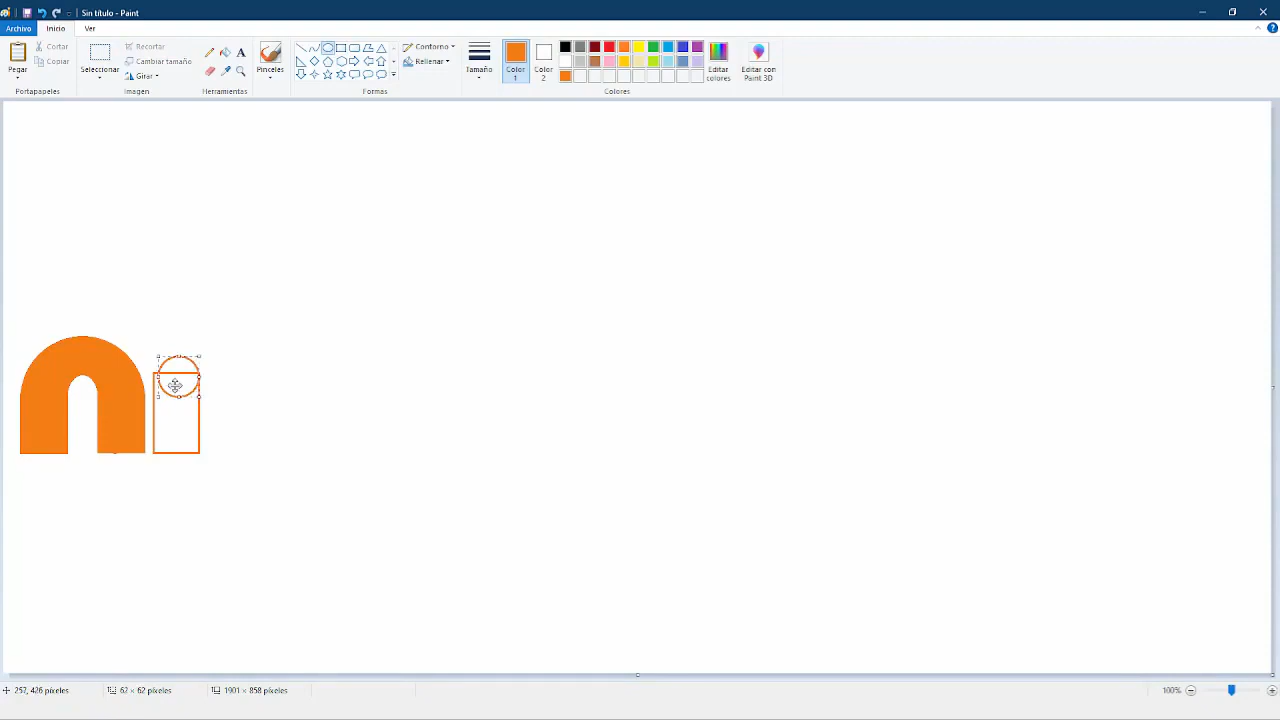 Sin título - Paint
Archivo Inicio Ver
Pegar
Cortar
Copiar
Portapapeles
Seleccionar
Recortar
Cambiar tamaño
Girar
Imagen
A
Herramientas
Pinceles
Contorno
Rellenar
Formas
Tamaño
Color 1
Color 2
Editar colores
Editar con Paint 3D
Colores
257, 426 píxeles
62 × 62 píxeles
1901 × 858 píxeles
100%